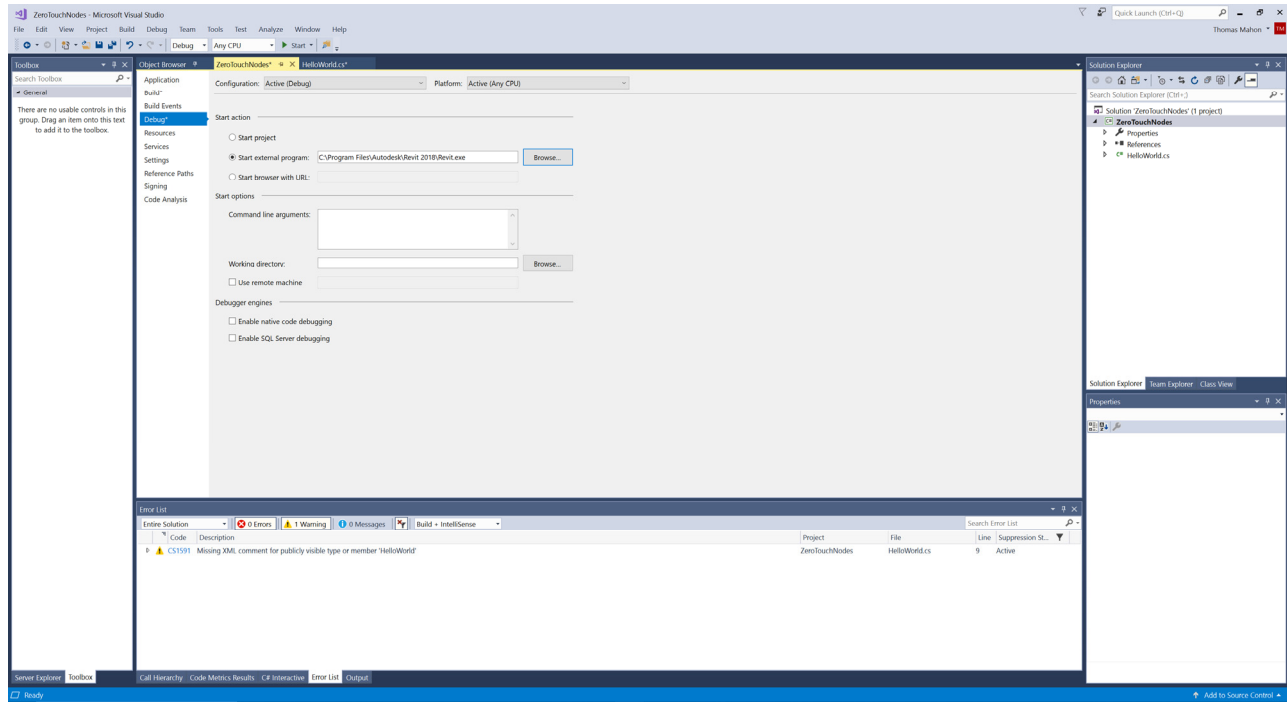 ZeroTouchNodes - Microsoft Visual Studio
Quick Launch (Ctrl+Q)
File Edit View Project Build Debug Team Tools Test Analyze Window Help
Thomas Mahon TM
Debug Any CPU Start
Toolbox
Search Toolbox
General
There are no usable controls in this
group. Drag an item onto this text
to add it to the toolbox.
Server Explorer Toolbox
Object Browser ZeroTouchNodes* HelloWorld.cs*
Application
Build*
Build Events
Debug*
Resources
Services
Settings
Reference Paths
Signing
Code Analysis
Configuration: Active (Debug) Platform: Active (Any CPU)
Start action
Start project
Start external program: C:\Program Files\Autodesk\Revit 2018\Revit.exe Browse...
Start browser with URL:
Start options
Command line arguments:
Working directory: Browse...
Use remote machine
Debugger engines
Enable native code debugging
Enable SQL Server debugging
Error List
Entire Solution 0 Errors 1 Warning 0 Messages Build + IntelliSense Search Error List
Code Description Project File Line Suppression St...
CS1591 Missing XML comment for publicly visible type or member 'HelloWorld' ZeroTouchNodes HelloWorld.cs 9 Active
Call Hierarchy Code Metrics Results C# Interactive Error List Output
Solution Explorer
Search Solution Explorer (Ctrl+;)
Solution 'ZeroTouchNodes' (1 project)
C# ZeroTouchNodes
Properties
References
C# HelloWorld.cs
Solution Explorer Team Explorer Class View
Properties
Ready
Add to Source Control